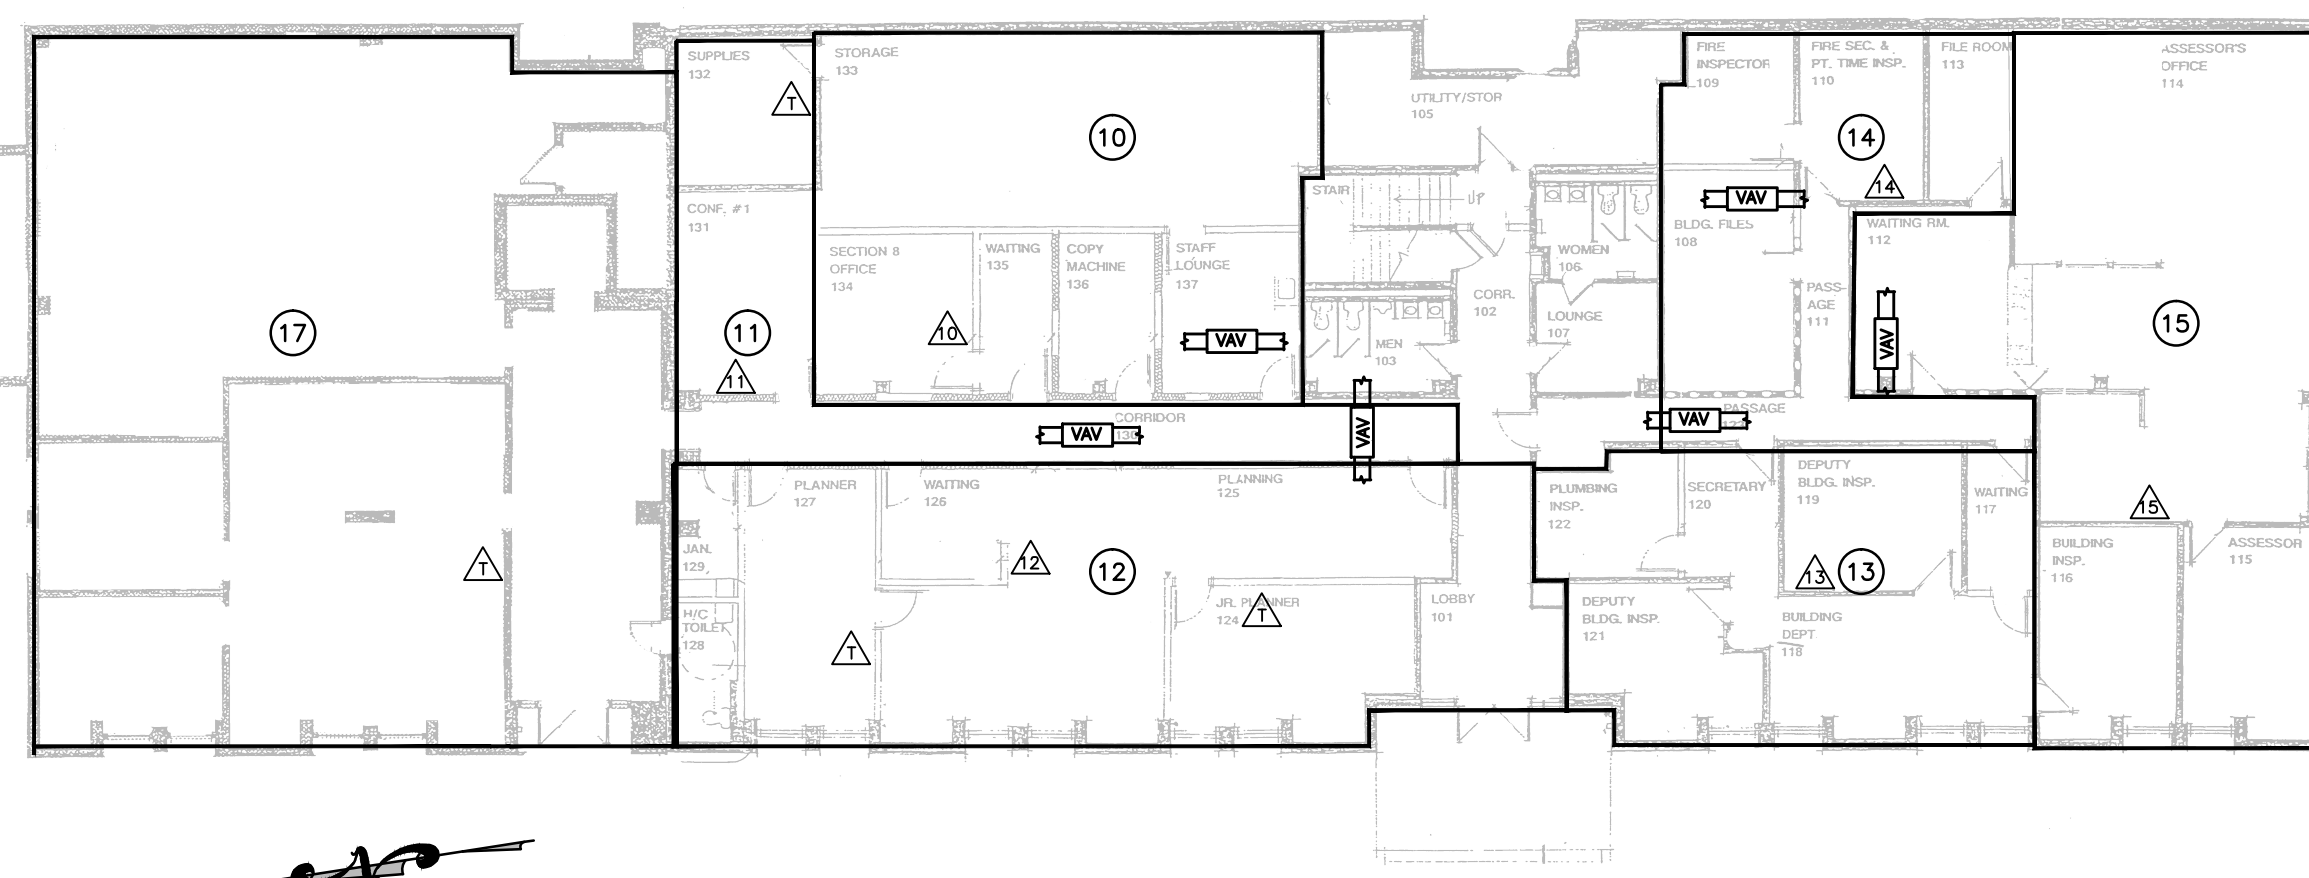 SUPPLIES
132
T
STORAGE
133
10
UTILITY/STOR
105
FIRE
INSPECTOR
109
FIRE SEC. &
PT. TIME INSP.
110
FILE ROOM
113
14
14
ASSESSOR'S
OFFICE
114
CONF. #1
131
SECTION 8
OFFICE
134
WAITING
135
COPY
MACHINE
136
STAFF
LOUNGE
137
STAIR
UP
WOMEN
106
VAV
BLDG. FILES
108
WAITING RM.
112
17
11
11
10
VAV
MEN
103
CORR.
102
LOUNGE
107
PASS-
AGE
111
VAV
15
CORRIDOR
130
VAV
VAV
VAV
PASSAGE
PLANNER
127
WAITING
126
PLANNING
125
PLUMBING
INSP.
122
SECRETARY
120
DEPUTY
BLDG. INSP.
119
WAITING
117
15
T
JAN.
129
12
12
13
13
BUILDING
INSP.
116
ASSESSOR
115
H/C
TOILET
128
T
JR. PLANNER
124
T
LOBBY
101
DEPUTY
BLDG. INSP.
121
BUILDING
DEPT.
118